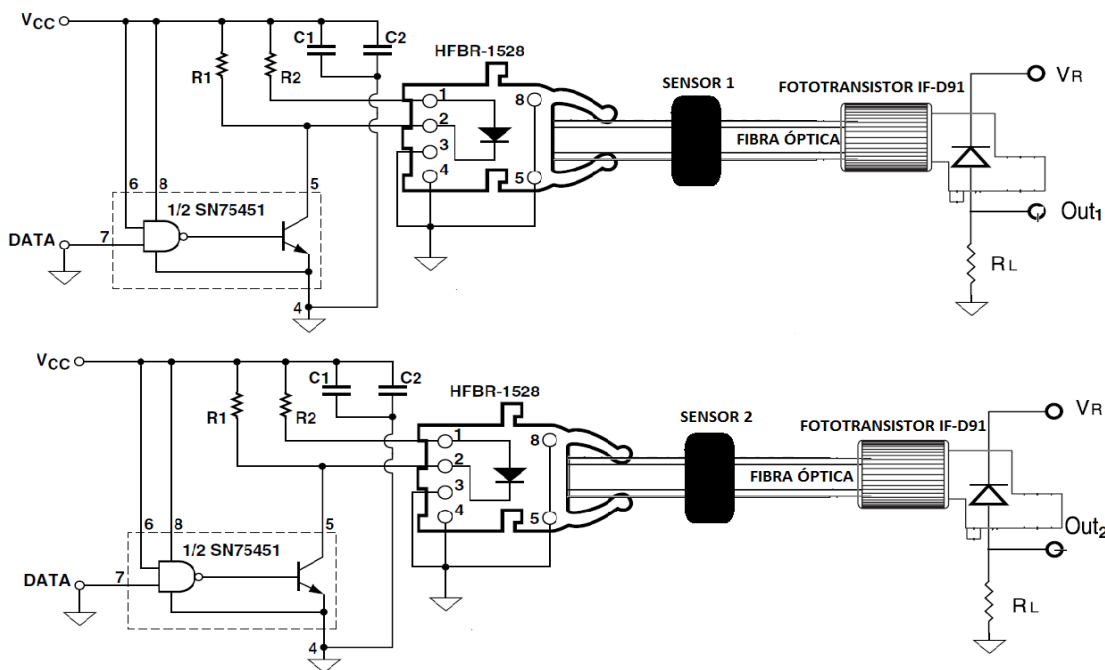 VCC
C1
C2
HFBR-1528
R1
R2
1
2
3
4
8
5
SENSOR 1
FIBRA ÓPTICA
FOTOTRANSISTOR IF-D91
VR
Out1
RL
6
8
5
1/2 SN75451
DATA
7
4
VCC
C1
C2
HFBR-1528
R1
R2
1
2
3
4
8
5
SENSOR 2
FIBRA ÓPTICA
FOTOTRANSISTOR IF-D91
VR
Out2
RL
6
8
5
1/2 SN75451
DATA
7
4